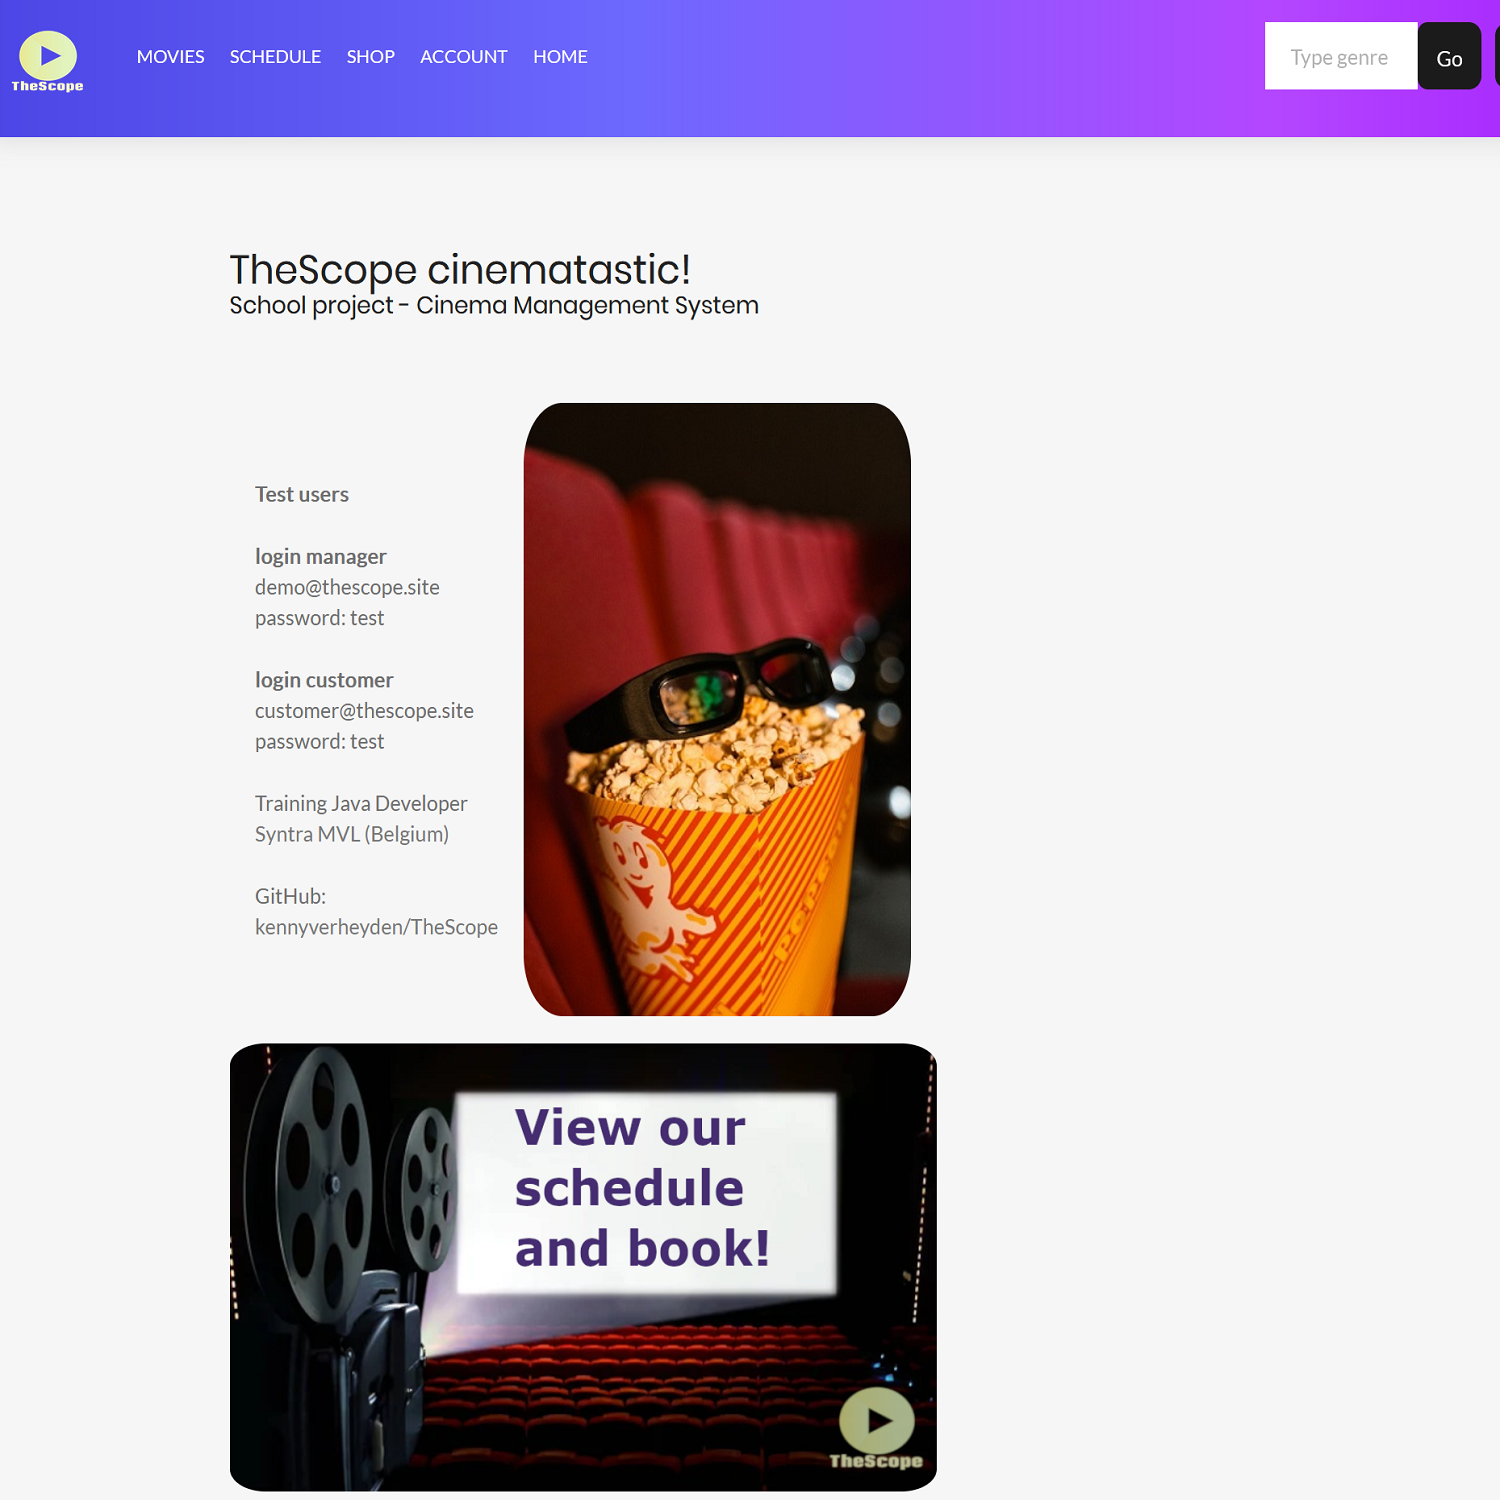 TheScope
MOVIES SCHEDULE SHOP ACCOUNT HOME
Type genre
Go
TheScope cinematastic!
School project - Cinema Management System
Test users
login manager
demo@thescope.site
password: test
login customer
customer@thescope.site
password: test
Training Java Developer
Syntra MVL (Belgium)
GitHub:
kennyverheyden/TheScope
View our
schedule
and book!
TheScope